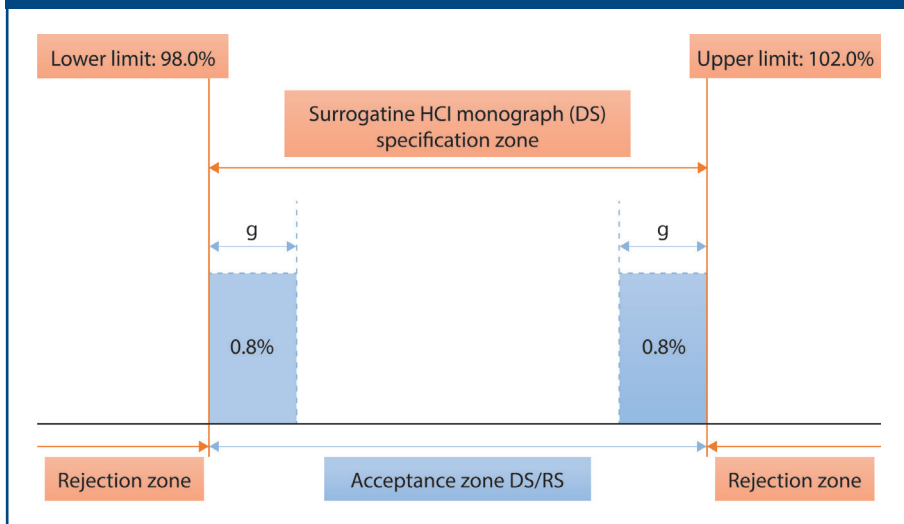 Lower limit: 98.0%
Upper limit: 102.0%
Surrogatine HCl monograph (DS)
specification zone
g
g
0.8%
0.8%
Rejection zone
Acceptance zone DS/RS
Rejection zone